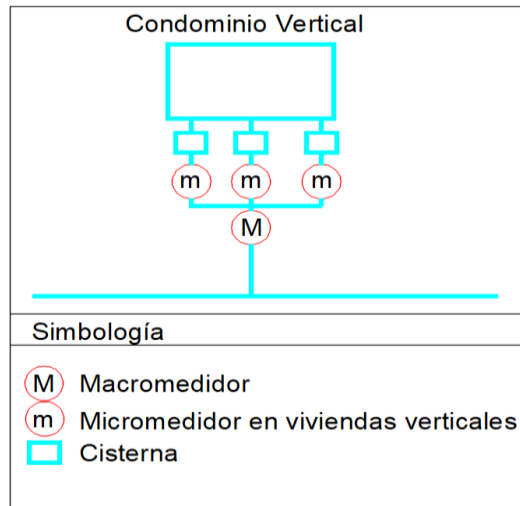 Condominio Vertical
m m m
M
Simbología
M Macromedidor
m Micromedidor en viviendas verticales
Cisterna